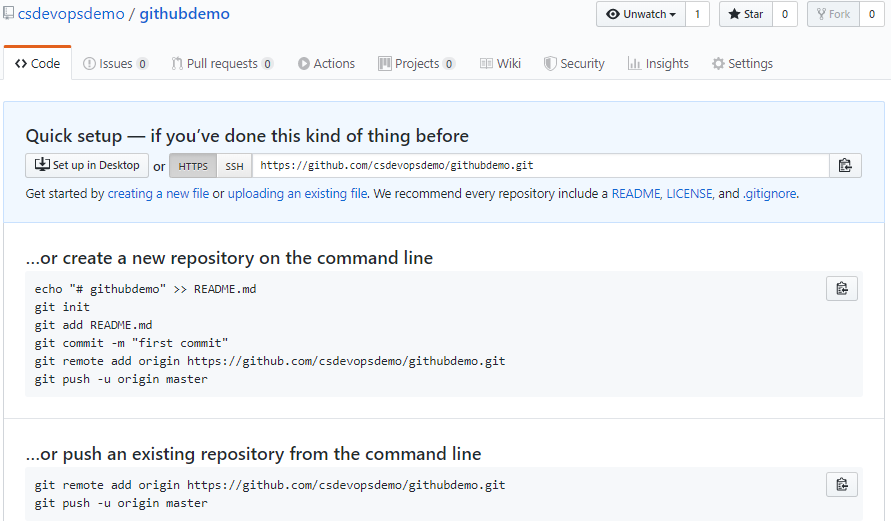 csdevopsdemo / githubdemo
Unwatch 1 Star 0 Fork 0
Code Issues 0 Pull requests 0 Actions Projects 0 Wiki Security Insights Settings
Quick setup — if you’ve done this kind of thing before
Set up in Desktop or HTTPS SSH https://github.com/csdevopsdemo/githubdemo.git
Get started by creating a new file or uploading an existing file. We recommend every repository include a README, LICENSE, and .gitignore.
…or create a new repository on the command line
echo "# githubdemo" >> README.md
git init
git add README.md
git commit -m "first commit"
git remote add origin https://github.com/csdevopsdemo/githubdemo.git
git push -u origin master
…or push an existing repository from the command line
git remote add origin https://github.com/csdevopsdemo/githubdemo.git
git push -u origin master